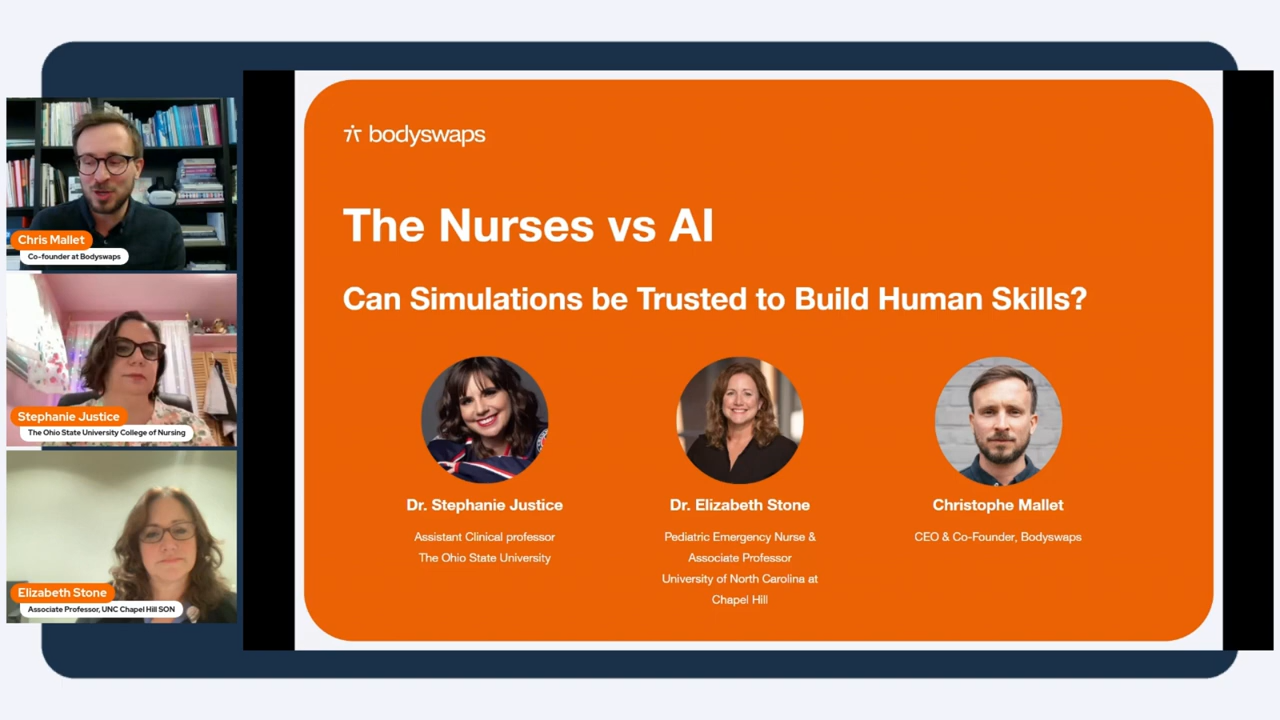 Chris Mallet
Co-founder at Bodyswaps
Stephanie Justice
The Ohio State University College of Nursing
Elizabeth Stone
Associate Professor, UNC Chapel Hill SON
bodyswaps
The Nurses vs AI
Can Simulations be Trusted to Build Human Skills?
Dr. Stephanie Justice
Assistant Clinical professor
The Ohio State University
Dr. Elizabeth Stone
Pediatric Emergency Nurse &
Associate Professor
University of North Carolina at
Chapel Hill
Christophe Mallet
CEO & Co-Founder, Bodyswaps